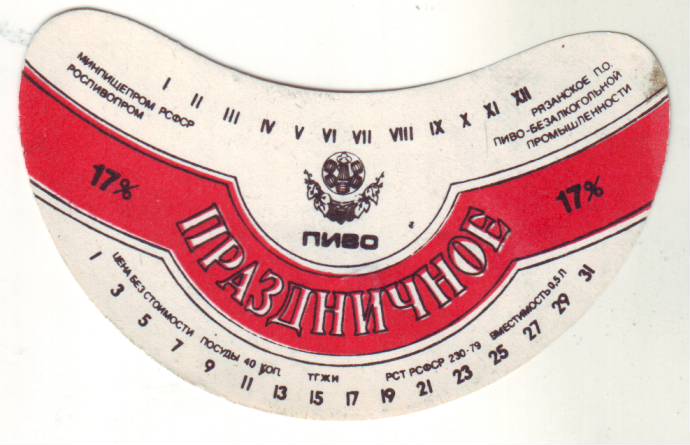 МИНПИЩЕПРОМ РСФСР
РОСПИВОПРОМ
I II III IV V VI VII VIII IX X XI XII
РЯЗАНСКОЕ П.О.
ПИВО-БЕЗАЛКОГОЛЬНОЙ
ПРОМЫШЛЕННОСТИ
17%
ПИВО
17%
ПРАЗДНИЧНОЕ
ЦЕНА БЕЗ СТОИМОСТИ ПОСУДЫ 40 КОП. ТГЖИ РСТ РСФСР 230-79 ВМЕСТИМОСТЬ 0,5 Л
1 3 5 7 9 11 13 15 17 19 21 23 25 27 29 31